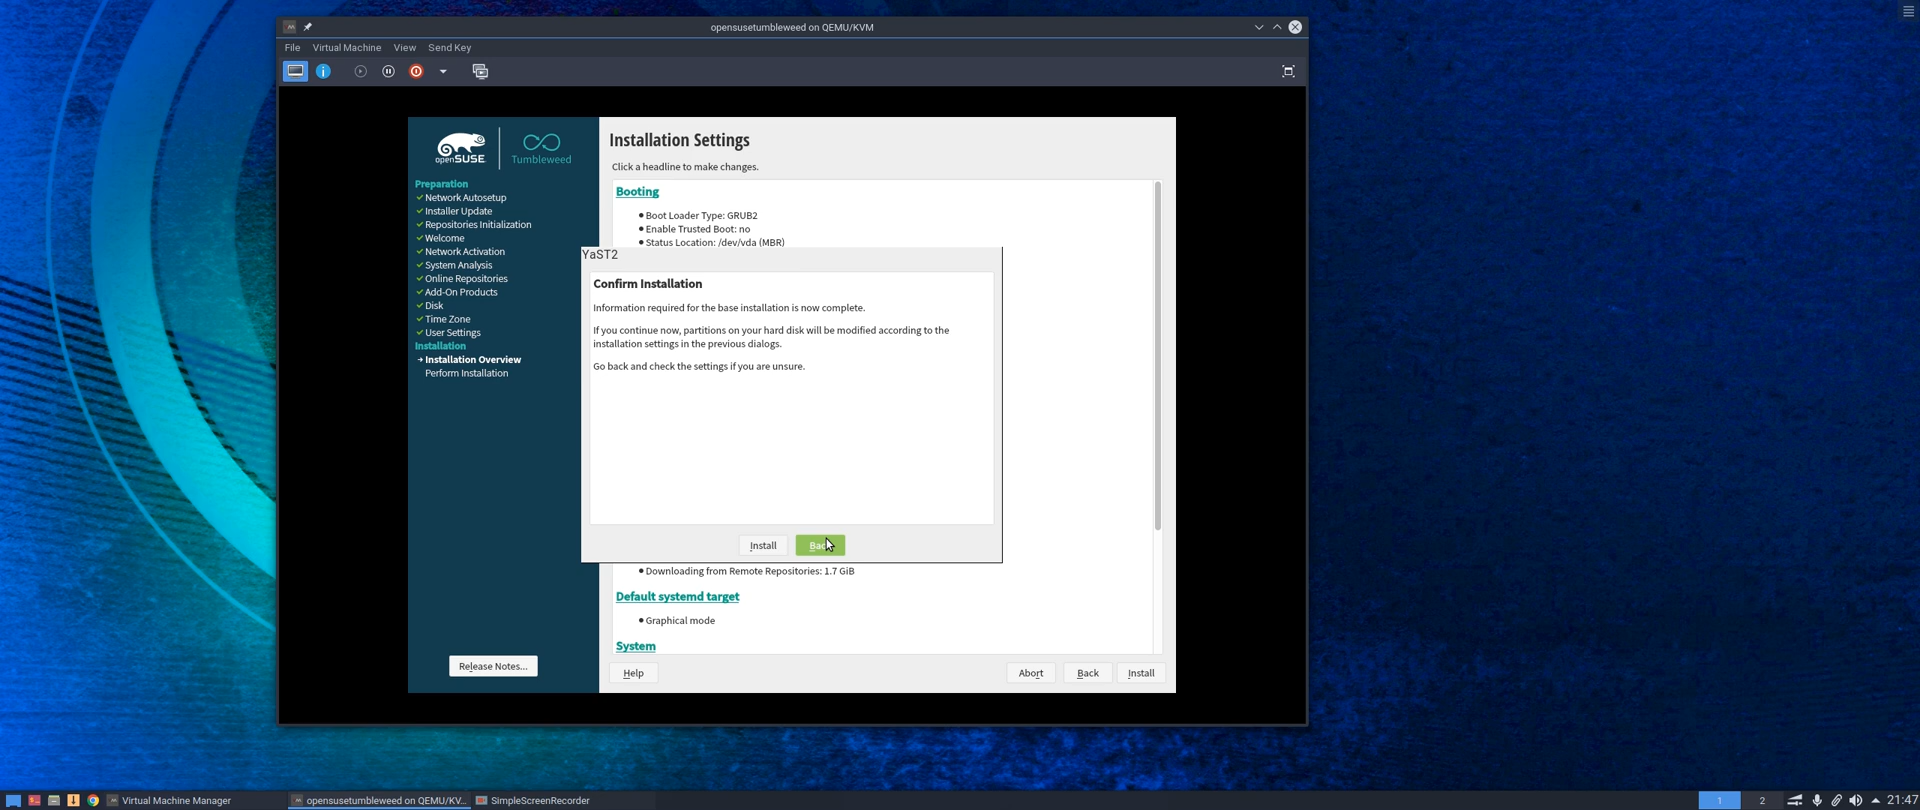 opensusetumbleweed on QEMU/KVM
File Virtual Machine View Send Key
openSUSE Tumbleweed
Preparation
Network Autosetup
Installer Update
Repositories Initialization
Welcome
Network Activation
System Analysis
Online Repositories
Add-On Products
Disk
Time Zone
User Settings
Installation
Installation Overview
Perform Installation
Release Notes...
Installation Settings
Click a headline to make changes.
Booting
Boot Loader Type: GRUB2
Enable Trusted Boot: no
Status Location: /dev/vda (MBR)
YaST2
Confirm Installation
Information required for the base installation is now complete.
If you continue now, partitions on your hard disk will be modified according to the
installation settings in the previous dialogs.
Go back and check the settings if you are unsure.
Install Back
Downloading from Remote Repositories: 1.7 GiB
Default systemd target
Graphical mode
System
Help Abort Back Install
Virtual Machine Manager opensusetumbleweed on QEMU/KV... SimpleScreenRecorder 1 2 21:47